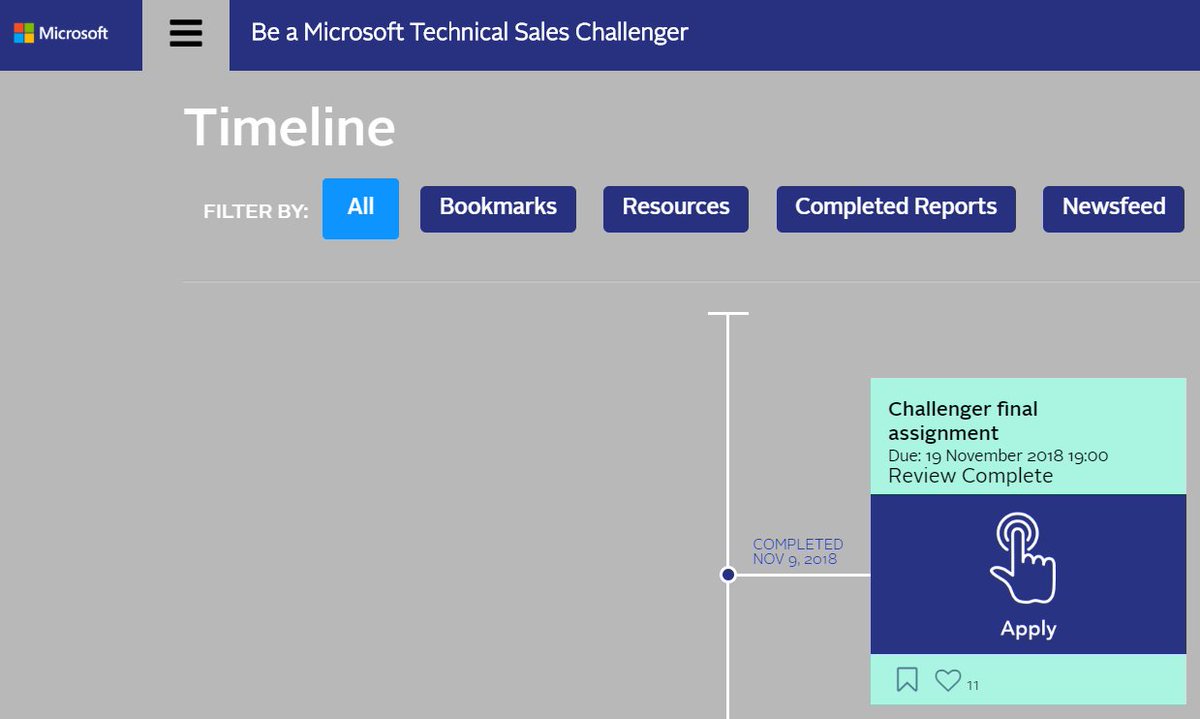 Microsoft
Be a Microsoft Technical Sales Challenger
Timeline
FILTER BY:
All
Bookmarks
Resources
Completed Reports
Newsfeed
Challenger final
assignment
Due: 19 November 2018 19:00
Review Complete
COMPLETED
NOV 9, 2018
Apply
11